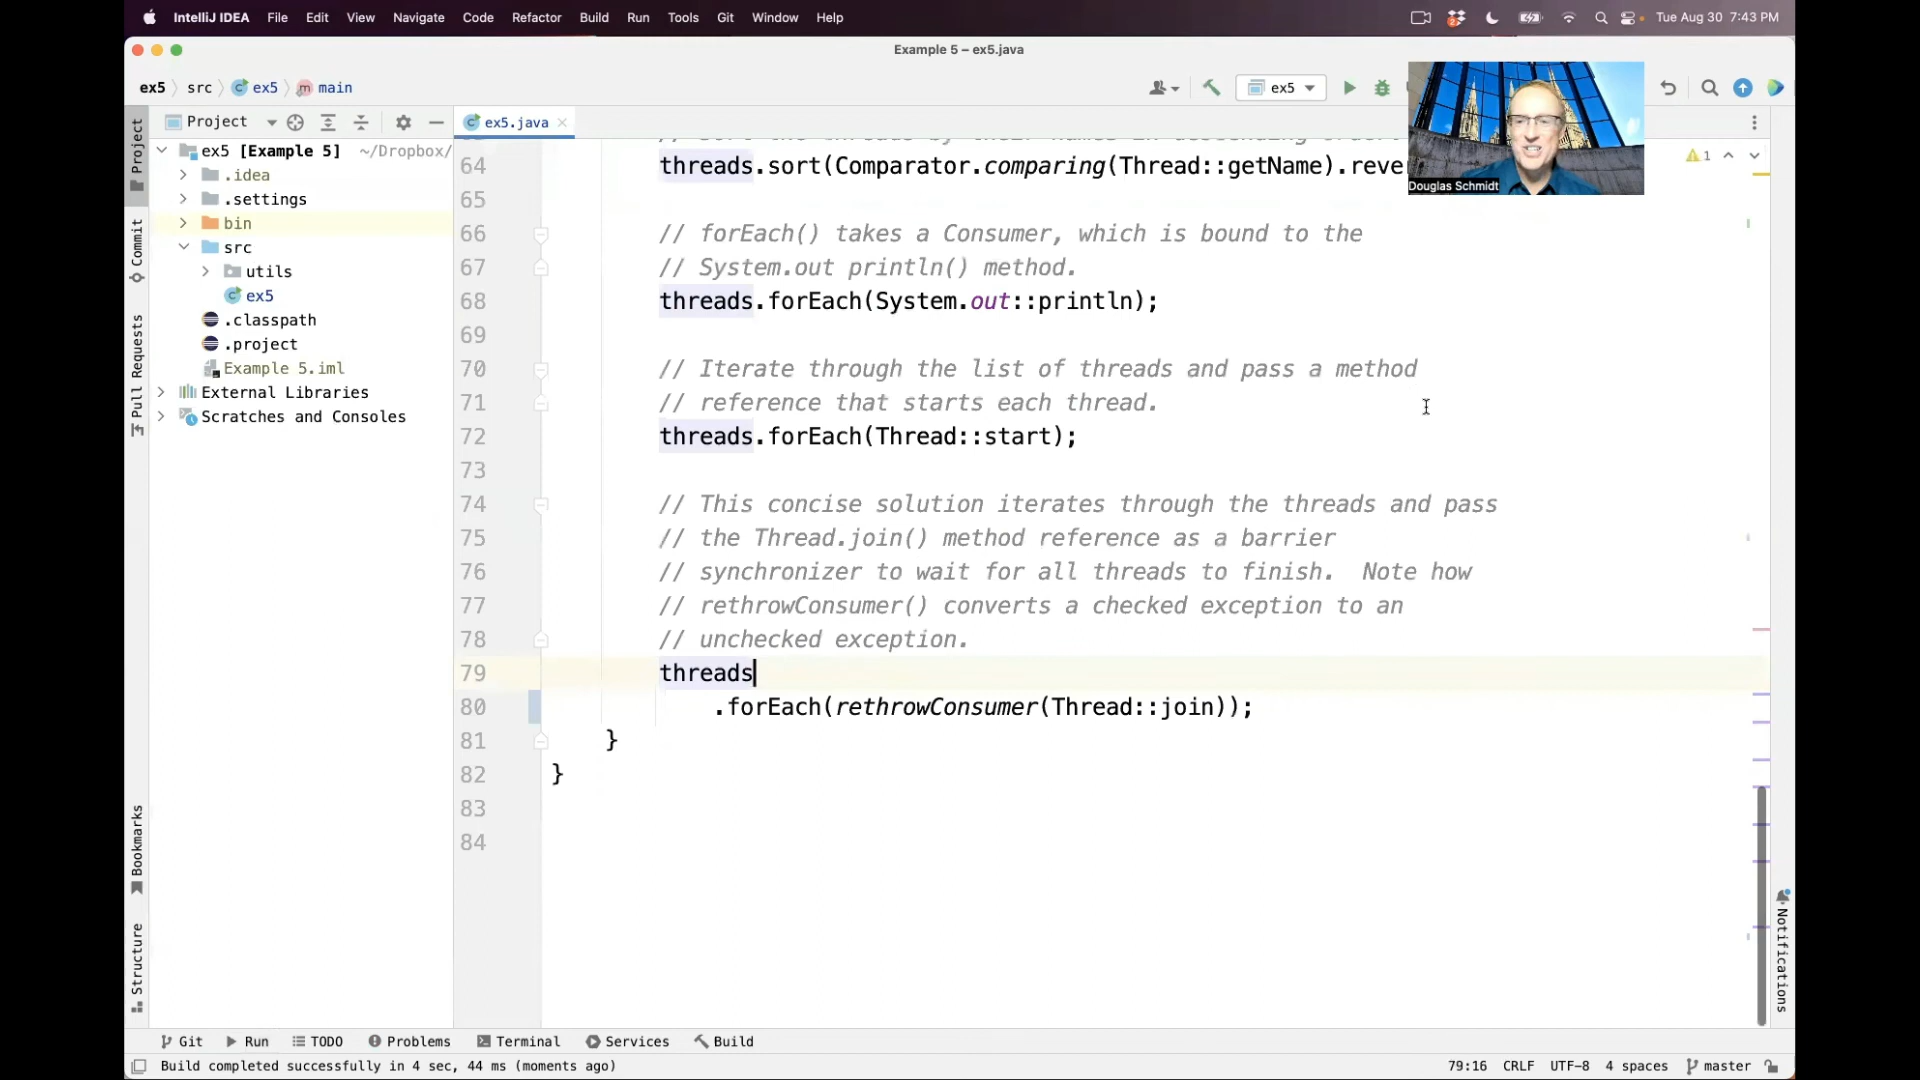 IntelliJ IDEA File Edit View Navigate Code Refactor Build Run Tools Git Window Help Tue Aug 30 7:43 PM
Example 5 – ex5.java
ex5 src ex5 main ex5
Project ex5.java
ex5 [Example 5] ~/Dropbox/
.idea
.settings
bin
src
utils
ex5
.classpath
.project
Example 5.iml
External Libraries
Scratches and Consoles
Project
Commit
Pull Requests
Bookmarks
Structure
64 threads.sort(Comparator.comparing(Thread::getName).reve
65
66 // forEach() takes a Consumer, which is bound to the
67 // System.out println() method.
68 threads.forEach(System.out::println);
69
70 // Iterate through the list of threads and pass a method
71 // reference that starts each thread.
72 threads.forEach(Thread::start);
73
74 // This concise solution iterates through the threads and pass
75 // the Thread.join() method reference as a barrier
76 // synchronizer to wait for all threads to finish.  Note how
77 // rethrowConsumer() converts a checked exception to an
78 // unchecked exception.
79 threads
80 .forEach(rethrowConsumer(Thread::join));
81 }
82 }
83
84
Douglas Schmidt
1
Notifications
Git Run TODO Problems Terminal Services Build
Build completed successfully in 4 sec, 44 ms (moments ago) 79:16 CRLF UTF-8 4 spaces master